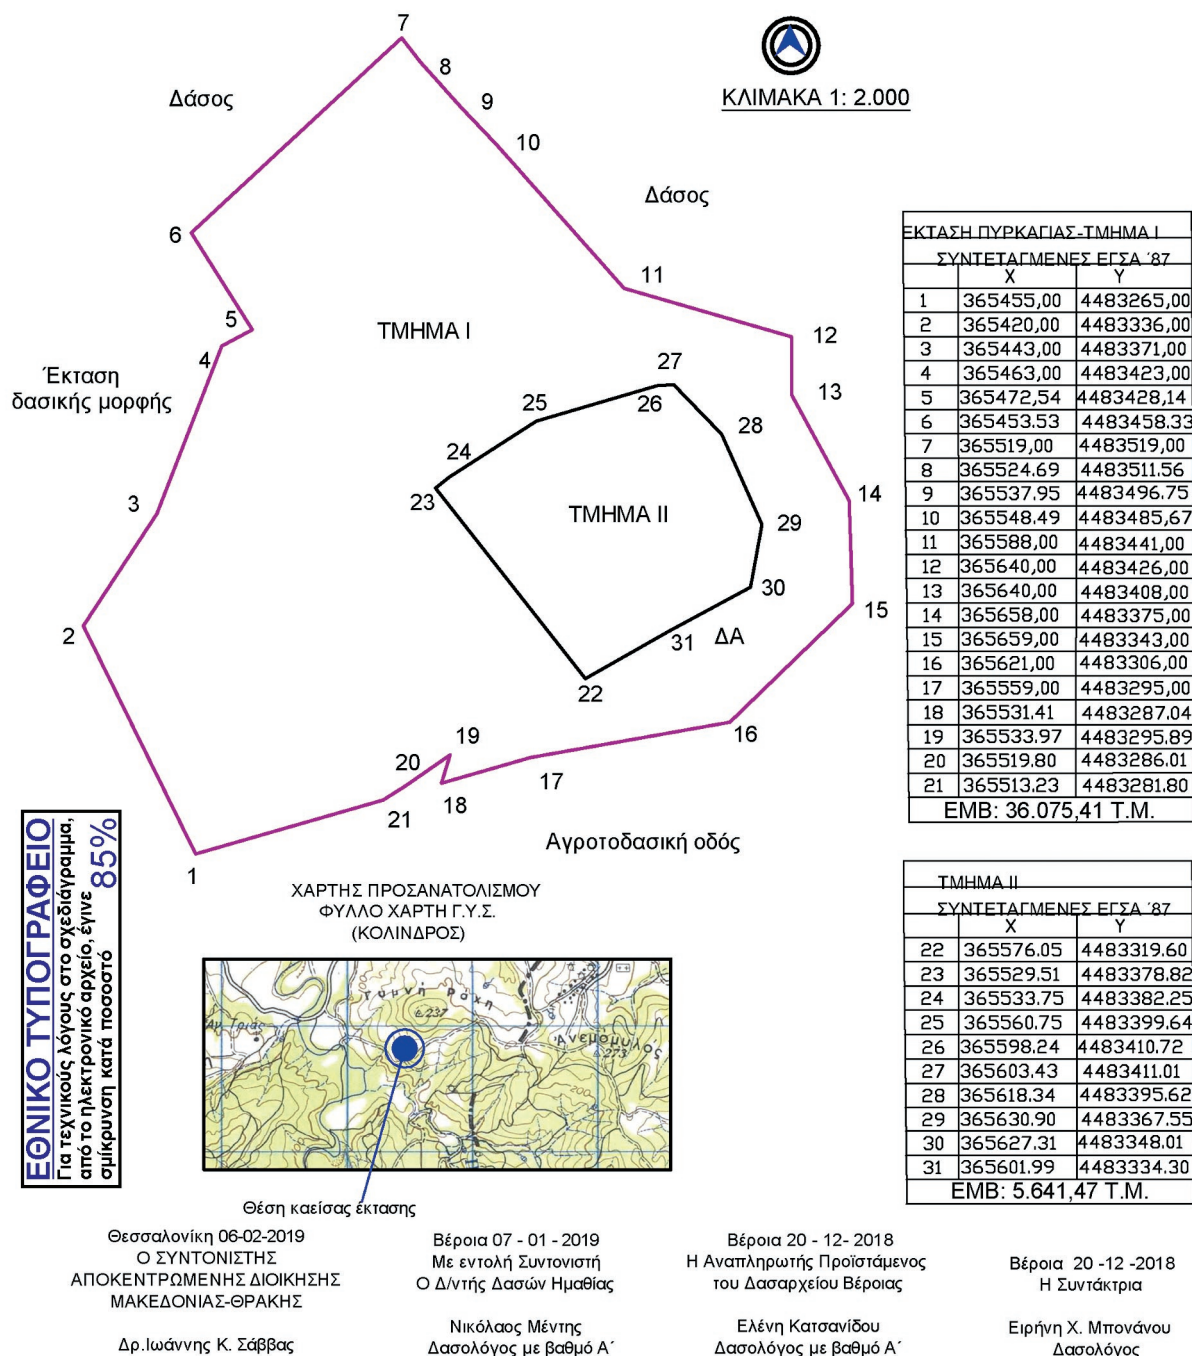 7
8
9
10
Δάσος
ΚΛΙΜΑΚΑ 1: 2.000
Δάσος
6
11
5
4
ΤΜΗΜΑ Ι
12
13
27
26
25
28
24
23
Έκταση
δασικής μορφής
3
ΤΜΗΜΑ ΙΙ
29
14
30
15
31
ΔΑ
2
22
16
19
20
17
18
21
1
Αγροτοδασική οδός
ΕΚΤΑΣΗ ΠΥΡΚΑΓΙΑΣ-ΤΜΗΜΑ Ι
ΣΥΝΤΕΤΑΓΜΕΝΕΣ ΕΓΣΑ ΄87
Χ Υ
1 365455,00 4483265,00
2 365420,00 4483336,00
3 365443,00 4483371,00
4 365463,00 4483423,00
5 365472,54 4483428,14
6 365453.53 4483458.33
7 365519,00 4483519,00
8 365524.69 4483511.56
9 365537.95 4483496.75
10 365548.49 4483485,67
11 365588,00 4483441,00
12 365640,00 4483426,00
13 365640,00 4483408,00
14 365658,00 4483375,00
15 365659,00 4483343,00
16 365621,00 4483306,00
17 365559,00 4483295,00
18 365531.41 4483287.04
19 365533.97 4483295.89
20 365519.80 4483286.01
21 365513.23 4483281.80
ΕΜΒ: 36.075,41 Τ.Μ.
ΤΜΗΜΑ ΙΙ
ΣΥΝΤΕΤΑΓΜΕΝΕΣ ΕΓΣΑ ΄87
Χ Υ
22 365576.05 4483319.60
23 365529.51 4483378.82
24 365533.75 4483382.25
25 365560.75 4483399.64
26 365598.24 4483410.72
27 365603.43 4483411.01
28 365618.34 4483395.62
29 365630.90 4483367.55
30 365627.31 4483348.01
31 365601.99 4483334.30
ΕΜΒ: 5.641,47 Τ.Μ.
ΕΘΝΙΚΟ ΤΥΠΟΓΡΑΦΕΙΟ
Για τεχνικούς λόγους στο σχεδιάγραμμα,
από το ηλεκτρονικό αρχείο, έγινε
σμίκρυνση κατά ποσοστό
85%
ΧΑΡΤΗΣ ΠΡΟΣΑΝΑΤΟΛΙΣΜΟΥ
ΦΥΛΛΟ ΧΑΡΤΗ Γ.Υ.Σ.
(ΚΟΛΙΝΔΡΟΣ)
Γυμνή Ράχη
237
Αγ. Τριάς
Ἀνεμόμυλος
273
200
Θέση καείσας έκτασης
Θεσσαλονίκη 06-02-2019
Ο ΣΥΝΤΟΝΙΣΤΗΣ
ΑΠΟΚΕΝΤΡΩΜΕΝΗΣ ΔΙΟΙΚΗΣΗΣ
ΜΑΚΕΔΟΝΙΑΣ-ΘΡΑΚΗΣ
Δρ.Ιωάννης Κ. Σάββας
Βέροια 07 - 01 - 2019
Με εντολή Συντονιστή
Ο Δ/ντής Δασών Ημαθίας
Νικόλαος Μέντης
Δασολόγος με βαθμό Α΄
Βέροια 20 - 12- 2018
Η Αναπληρωτής Προϊστάμενος
του Δασαρχείου Βέροιας
Ελένη Κατσανίδου
Δασολόγος με βαθμό Α΄
Βέροια 20 -12 -2018
Η Συντάκτρια
Ειρήνη Χ. Μπονάνου
Δασολόγος